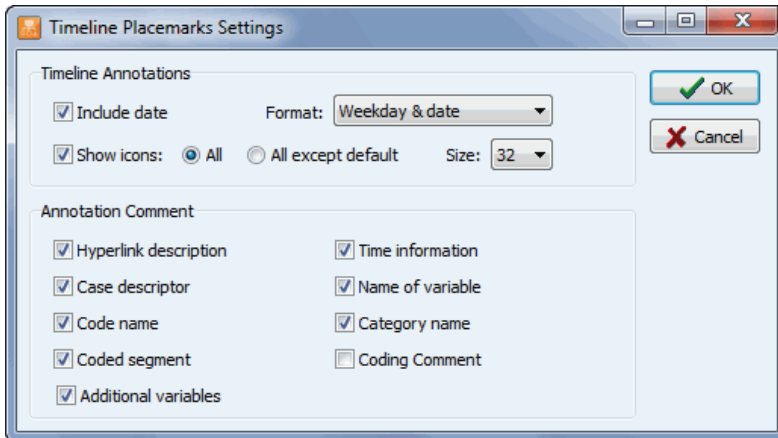 Timeline Placemarks Settings
Timeline Annotations
Include date Format: Weekday & date
Show icons: All All except default Size: 32
OK
Cancel
Annotation Comment
Hyperlink description Time information
Case descriptor Name of variable
Code name Category name
Coded segment Coding Comment
Additional variables